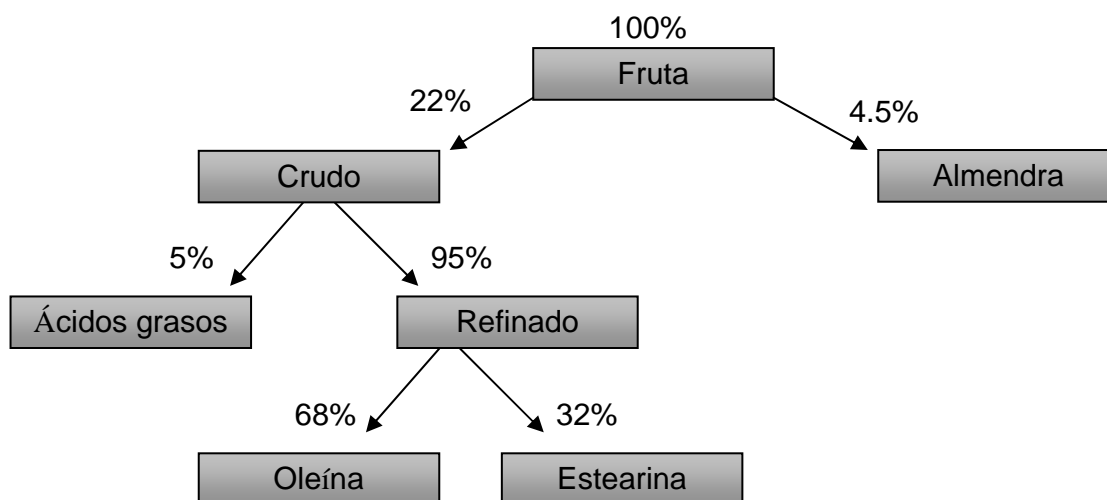 100%
Fruta
22%
4.5%
Crudo
Almendra
5%
95%
Ácidos grasos
Refinado
68%
32%
Oleína
Estearina